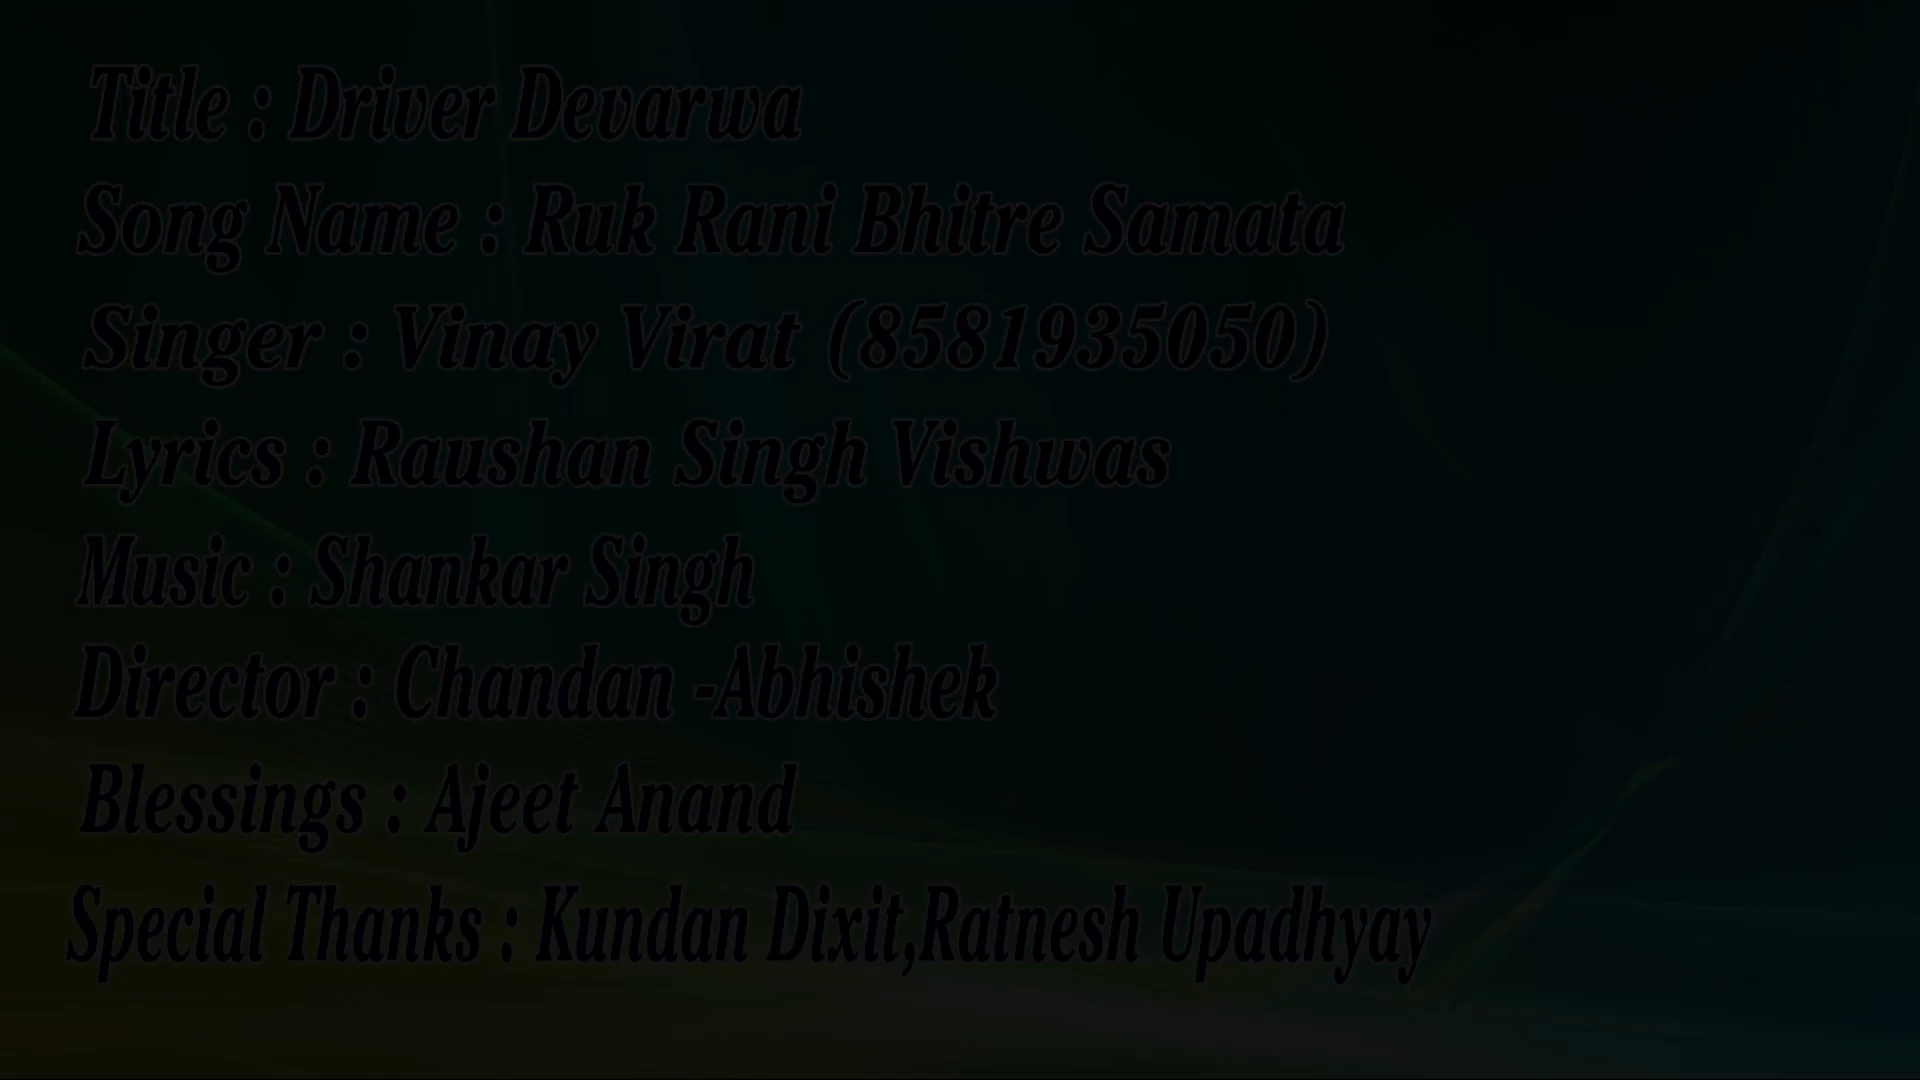 Title : Driver Devarwa
Song Name : Ruk Rani Bhitre Samata
Singer : Vinay Virat (8581935050)
Lyrics : Raushan Singh Vishwas
Music : Shankar Singh
Director : Chandan -Abhishek
Blessings : Ajeet Anand
Special Thanks : Kundan Dixit,Ratnesh Upadhyay